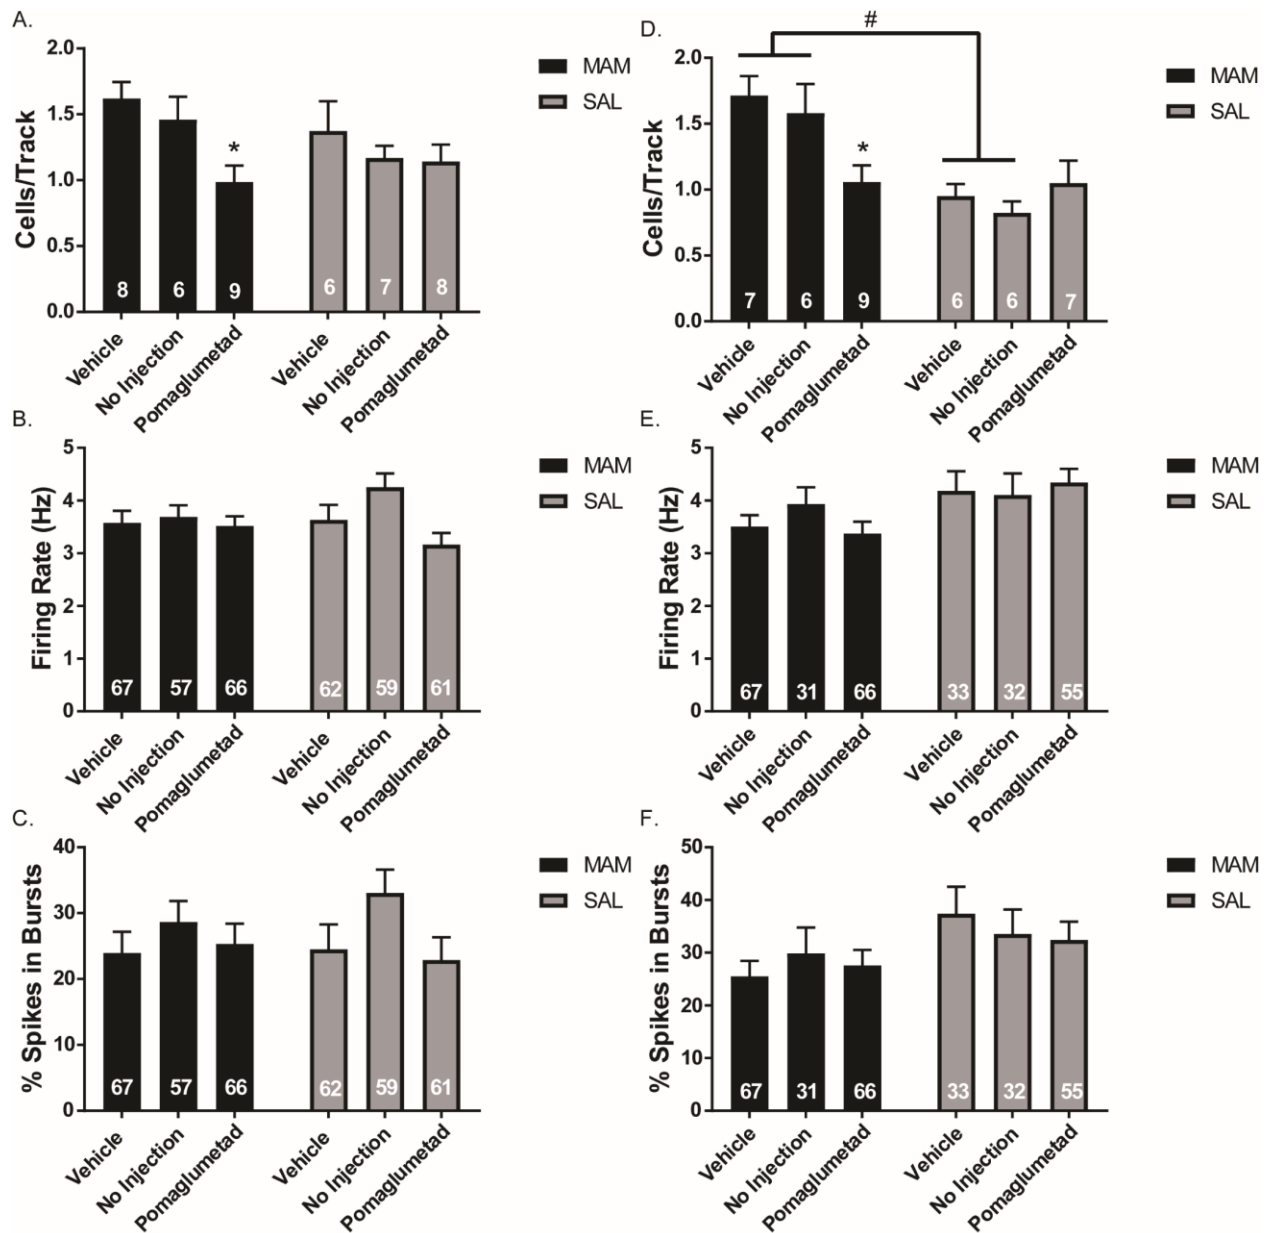 A.
2.0
1.5
1.0
0.5
0.0
Cells/Track
*
8
6
9
6
7
8
Vehicle
No Injection
Pomaglumetad
Vehicle
No Injection
Pomaglumetad
MAM
SAL
D.
#
2.0
1.5
1.0
0.5
0.0
Cells/Track
*
7
6
9
6
6
7
Vehicle
No Injection
Pomaglumetad
Vehicle
No Injection
Pomaglumetad
MAM
SAL
B.
5
4
3
2
1
0
Firing Rate (Hz)
67
57
66
62
59
61
Vehicle
No Injection
Pomaglumetad
Vehicle
No Injection
Pomaglumetad
MAM
SAL
E.
5
4
3
2
1
0
Firing Rate (Hz)
67
31
66
33
32
55
Vehicle
No Injection
Pomaglumetad
Vehicle
No Injection
Pomaglumetad
MAM
SAL
C.
40
30
20
10
0
% Spikes in Bursts
67
57
66
62
59
61
Vehicle
No Injection
Pomaglumetad
Vehicle
No Injection
Pomaglumetad
MAM
SAL
F.
50
40
30
20
10
0
% Spikes in Bursts
67
31
66
33
32
55
Vehicle
No Injection
Pomaglumetad
Vehicle
No Injection
Pomaglumetad
MAM
SAL